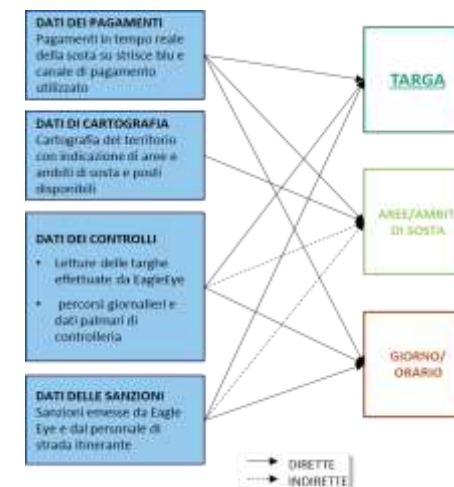 DATI DEI PAGAMENTI
Pagamenti in tempo reale
della sosta su strisce blu e
canale di pagamento
utilizzato
DATI DI CARTOGRAFIA
Cartografia del territorio
con indicazione di aree e
ambiti di sosta e posti
disponibili
DATI DEI CONTROLLI
• Letture delle targhe
effettuate da EagleEye
• percorsi giornalieri e
dati palmari di
controlleria
DATI DELLE SANZIONI
Sanzioni emesse da Eagle
Eye e dal personale di
strada itinerante
TARGA
AREE/AMBITI
DI SOSTA
GIORNO/
ORARIO
DIRETTE
INDIRETTE